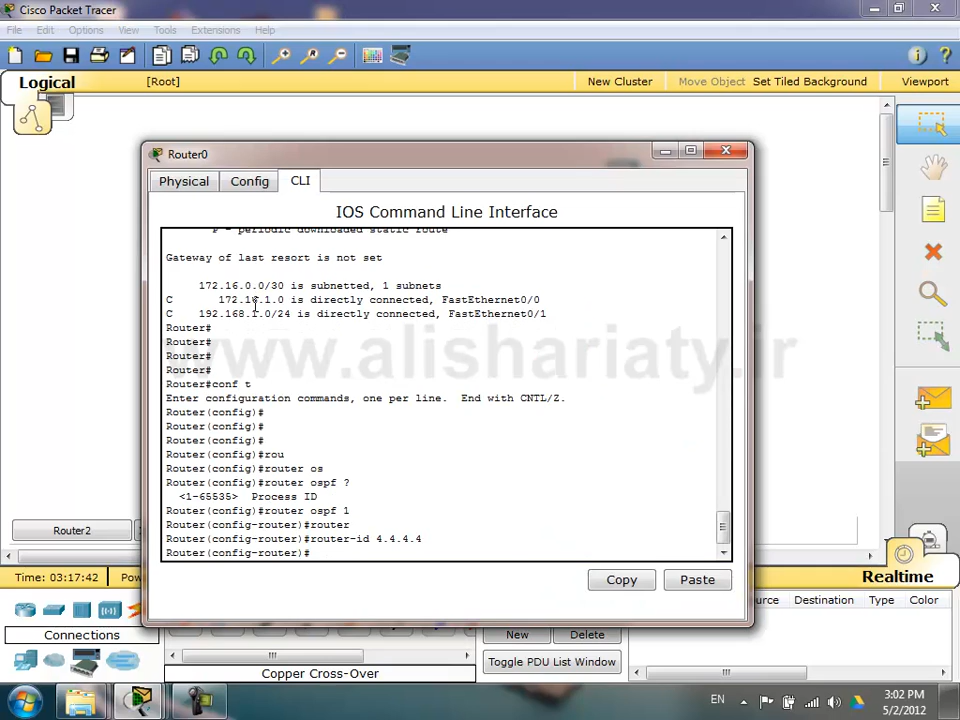 Cisco Packet Tracer
File Edit Options View Tools Extensions Help
Logical [Root] New Cluster Move Object Set Tiled Background Viewport
Router0
Physical Config CLI
IOS Command Line Interface
P - periodic downloaded static route
Gateway of last resort is not set
172.16.0.0/30 is subnetted, 1 subnets
C 172.16.1.0 is directly connected, FastEthernet0/0
C 192.168.1.0/24 is directly connected, FastEthernet0/1
Router#
Router#
www.alishariaty.ir
Router#
Router#
Router#conf t
Enter configuration commands, one per line. End with CNTL/Z.
Router(config)#
Router(config)#
Router(config)#
Router(config)#rou
Router(config)#router os
Router(config)#router ospf ?
<1-65535> Process ID
Router(config)#router ospf 1
Router(config-router)#router
Router(config-router)#router-id 4.4.4.4
Router(config-router)#
Copy Paste
Router2
Time: 03:17:42 Realtime
Destination Type Color
Connections
New Delete
Toggle PDU List Window
Copper Cross-Over
EN
3:02 PM
5/2/2012